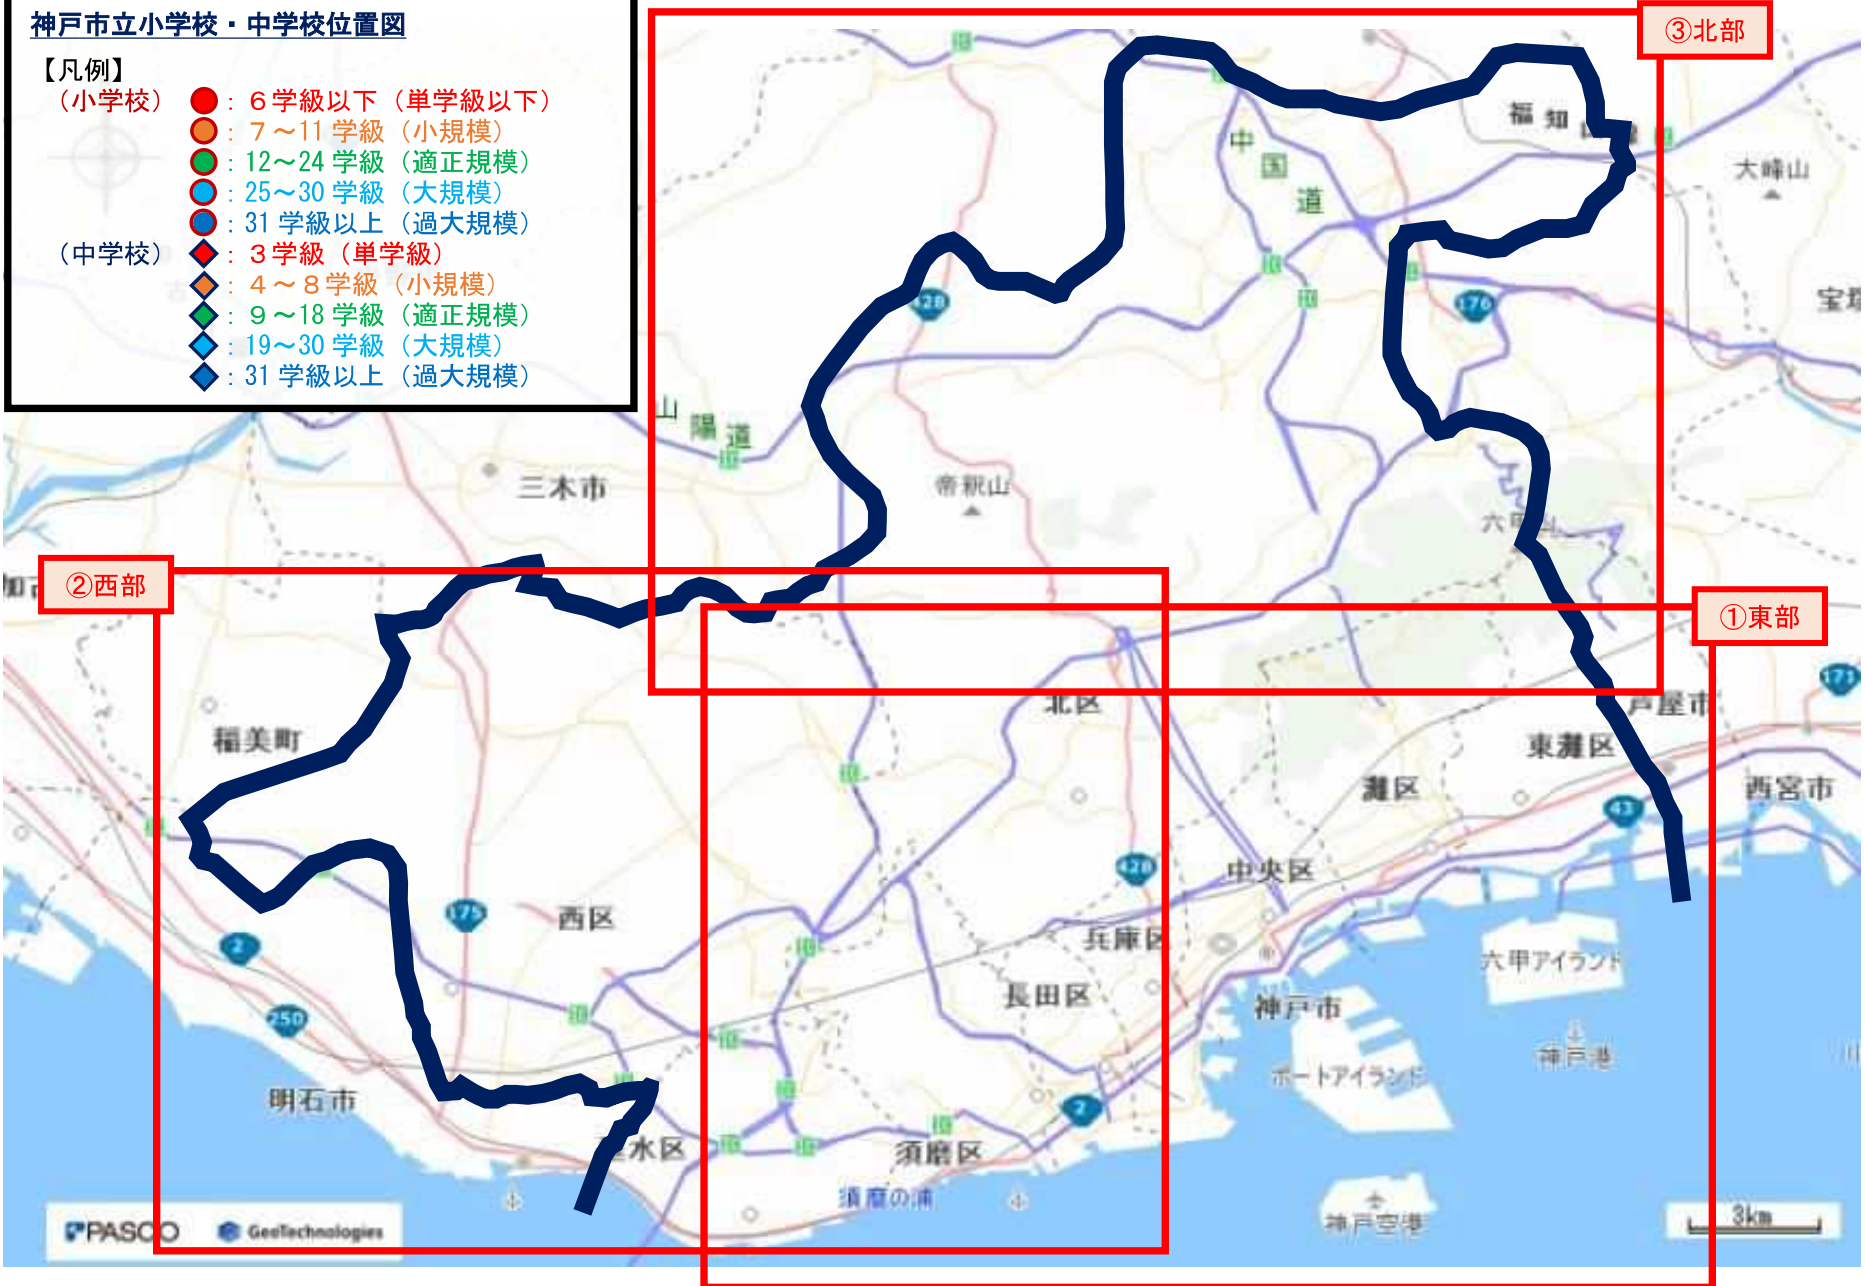 神戸市立小学校・中学校位置図
【凡例】
（小学校） ： 6学級以下（単学級以下）
： 7～11学級（小規模）
： 12～24学級（適正規模）
： 25～30学級（大規模）
： 31学級以上（過大規模）
（中学校） ： 3学級（単学級）
： 4～8学級（小規模）
： 9～18学級（適正規模）
： 19～30学級（大規模）
： 31学級以上（過大規模）
③北部
福知
大峰山
中国道
428
176
山陽道
三木市
帝釈山
六甲山
②西部
①東部
173
北区
芦屋市
稲美町
東灘区
灘区
西宮市
43
428
中央区
175
西区
兵庫区
2
六甲アイランド
長田区
神戸市
250
神戸港
ポートアイランド
明石市
2
水区
須磨区
須磨の浦
神戸空港
3km
PASCO
GeoTechnologies